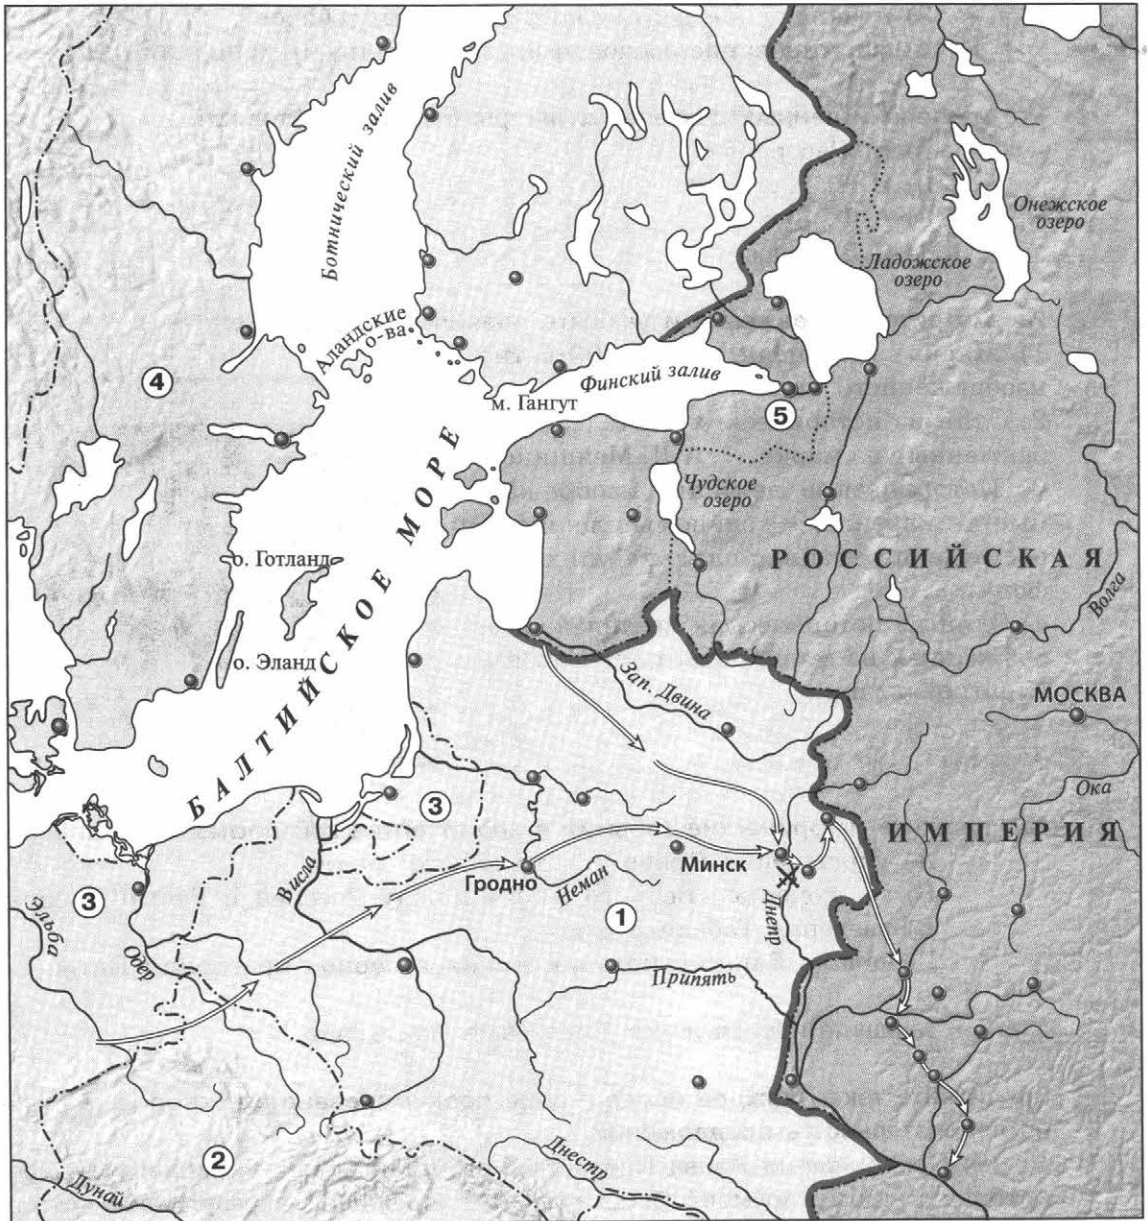 Ботнический залив
Онежское
озеро
Ладожское
озеро
Аландские
о-ва
4
Финский залив
м. Гангут
5
Чудское
озеро
БАЛТИЙСКОЕ МОРЕ
о. Готланд
РОССИЙСКАЯ
Волга
о. Эланд
Зап. Двина
МОСКВА
Ока
3
ИМПЕРИЯ
Висла
Гродно
Неман
Минск
Днепр
3
Эльба
Одер
1
Припять
2
Дунай
Днестр